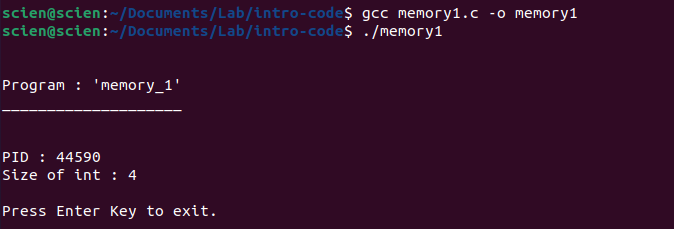 scien@scien:~/Documents/Lab/intro-code$ gcc memory1.c -o memory1
scien@scien:~/Documents/Lab/intro-code$ ./memory1
Program : 'memory_1'
____________________
PID : 44590
Size of int : 4
Press Enter Key to exit.